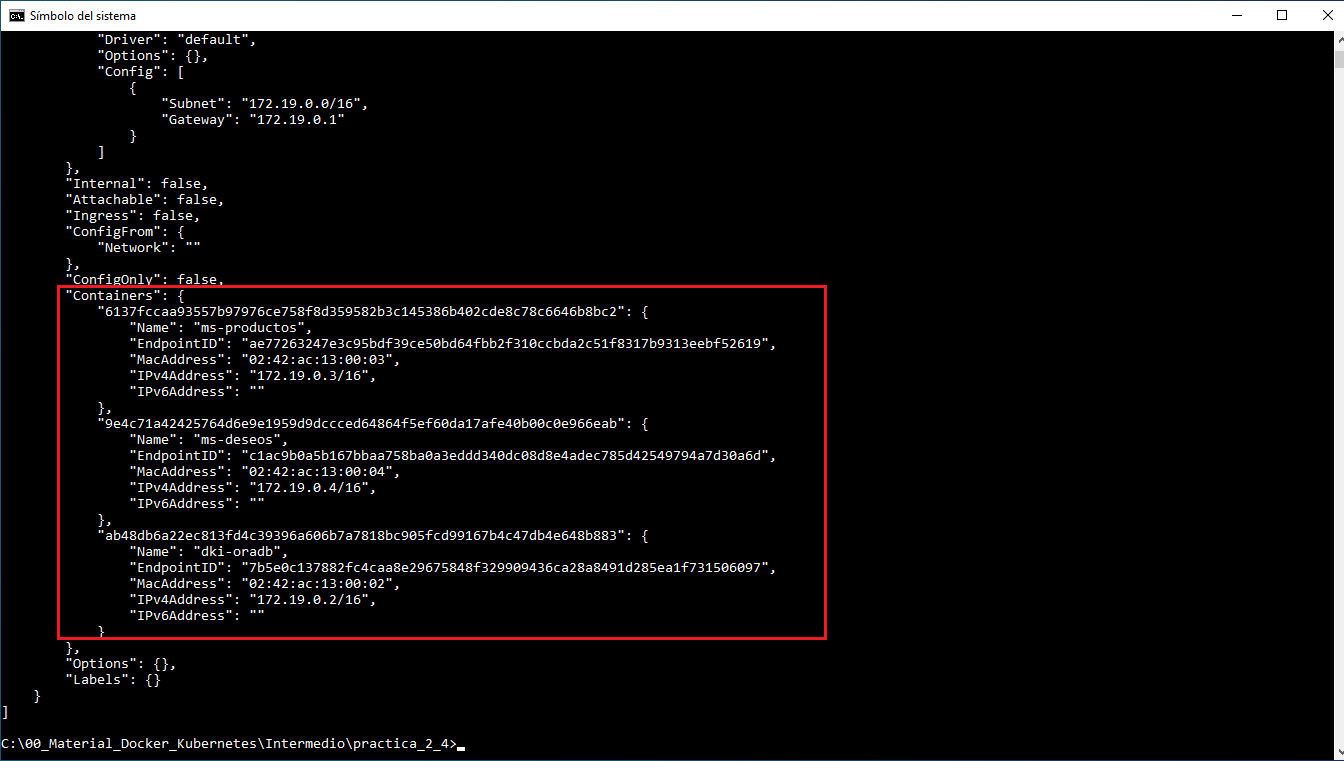 Símbolo del sistema
"Driver": "default",
"Options": {},
"Config": [
{
"Subnet": "172.19.0.0/16",
"Gateway": "172.19.0.1"
}
]
},
"Internal": false,
"Attachable": false,
"Ingress": false,
"ConfigFrom": {
"Network": ""
},
"ConfigOnly": false,
"Containers": {
"6137fccaa93557b97976ce758f8d359582b3c145386b402cde8c78c6646b8bc2": {
"Name": "ms-productos",
"EndpointID": "ae77263247e3c95bdf39ce50bd64fbb2f310ccbda2c51f8317b9313eebf52619",
"MacAddress": "02:42:ac:13:00:03",
"IPv4Address": "172.19.0.3/16",
"IPv6Address": ""
},
"9e4c71a42425764d6e9e1959d9dccced64864f5ef60da17afe40b00c0e966eab": {
"Name": "ms-deseos",
"EndpointID": "c1ac9b0a5b167bbaa758ba0a3eddd340dc08d8e4adec785d42549794a7d30a6d",
"MacAddress": "02:42:ac:13:00:04",
"IPv4Address": "172.19.0.4/16",
"IPv6Address": ""
},
"ab48db6a22ec813fd4c39396a606b7a7818bc905fcd99167b4c47db4e648b883": {
"Name": "dki-oradb",
"EndpointID": "7b5e0c137882fc4caa8e29675848f329909436ca28a8491d285ea1f731506097",
"MacAddress": "02:42:ac:13:00:02",
"IPv4Address": "172.19.0.2/16",
"IPv6Address": ""
}
},
"Options": {},
"Labels": {}
}
]
C:\00_Material_Docker_Kubernetes\Intermedio\practica_2_4>